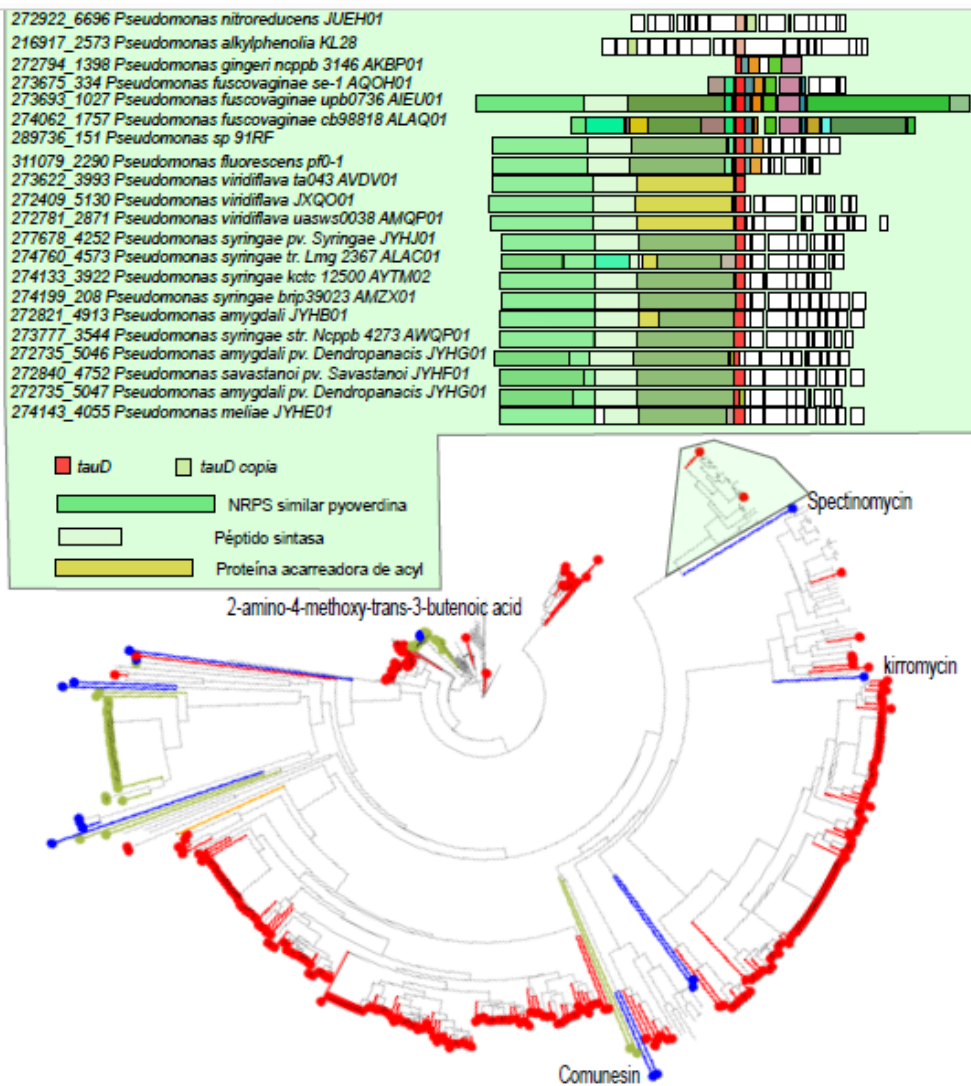 272922_6696 Pseudomonas nitroreducens JUEH01
216917_2573 Pseudomonas alkylphenolia KL28
272794_1398 Pseudomonas gingeri ncppb 3146 AKBP01
273675_334 Pseudomonas fuscovaginae se-1 AQOH01
273693_1027 Pseudomonas fuscovaginae upb0736 AIEU01
274062_1757 Pseudomonas fuscovaginae cb98818 ALAQ01
289736_151 Pseudomonas sp 91RF
311079_2290 Pseudomonas fluorescens pf0-1
273622_3993 Pseudomonas viridiflava ta043 AVDV01
272409_5130 Pseudomonas viridiflava JXQO01
272781_2871 Pseudomonas viridiflava uasws0038 AMQP01
277678_4252 Pseudomonas syringae pv. Syringae JYHJ01
274760_4573 Pseudomonas syringae tr. Lmg 2367 ALAC01
274133_3922 Pseudomonas syringae kctc 12500 AYTM02
274199_208 Pseudomonas syringae brip39023 AMZX01
272821_4913 Pseudomonas amygdali JYHB01
273777_3544 Pseudomonas syringae str. Ncppb 4273 AWQP01
272735_5046 Pseudomonas amygdali pv. Dendropanacis JYHG01
272840_4752 Pseudomonas savastanoi pv. Savastanoi JYHF01
272735_5047 Pseudomonas amygdali pv. Dendropanacis JYHG01
274143_4055 Pseudomonas meliae JYHE01
tauD tauD copia
NRPS similar pyoverdina
Péptido sintasa
Proteína acarreadora de acyl
Spectinomycin
2-amino-4-methoxy-trans-3-butenoic acid
kirromycin
Comunesin